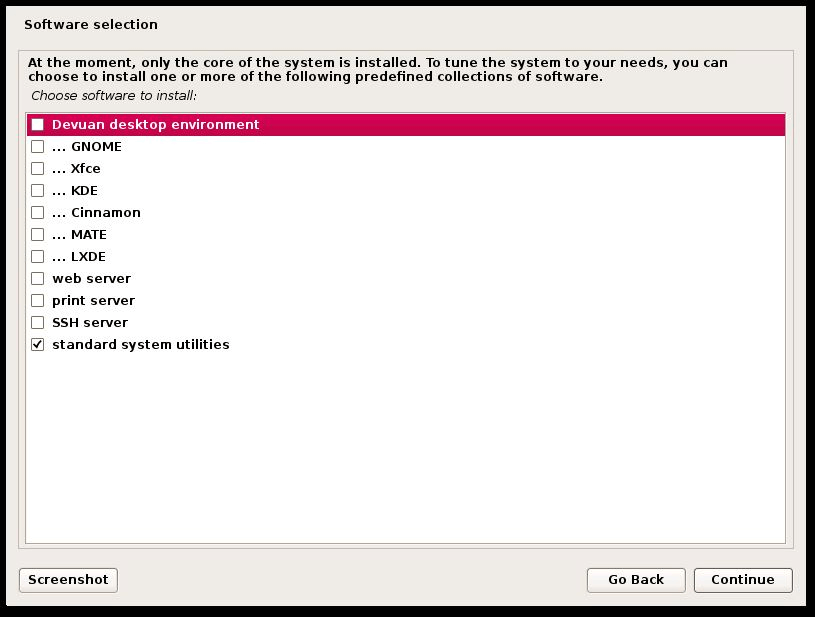 Software selection
At the moment, only the core of the system is installed. To tune the system to your needs, you can
choose to install one or more of the following predefined collections of software.
Choose software to install:
Devuan desktop environment
... GNOME
... Xfce
... KDE
... Cinnamon
... MATE
... LXDE
web server
print server
SSH server
standard system utilities
Screenshot
Go Back
Continue